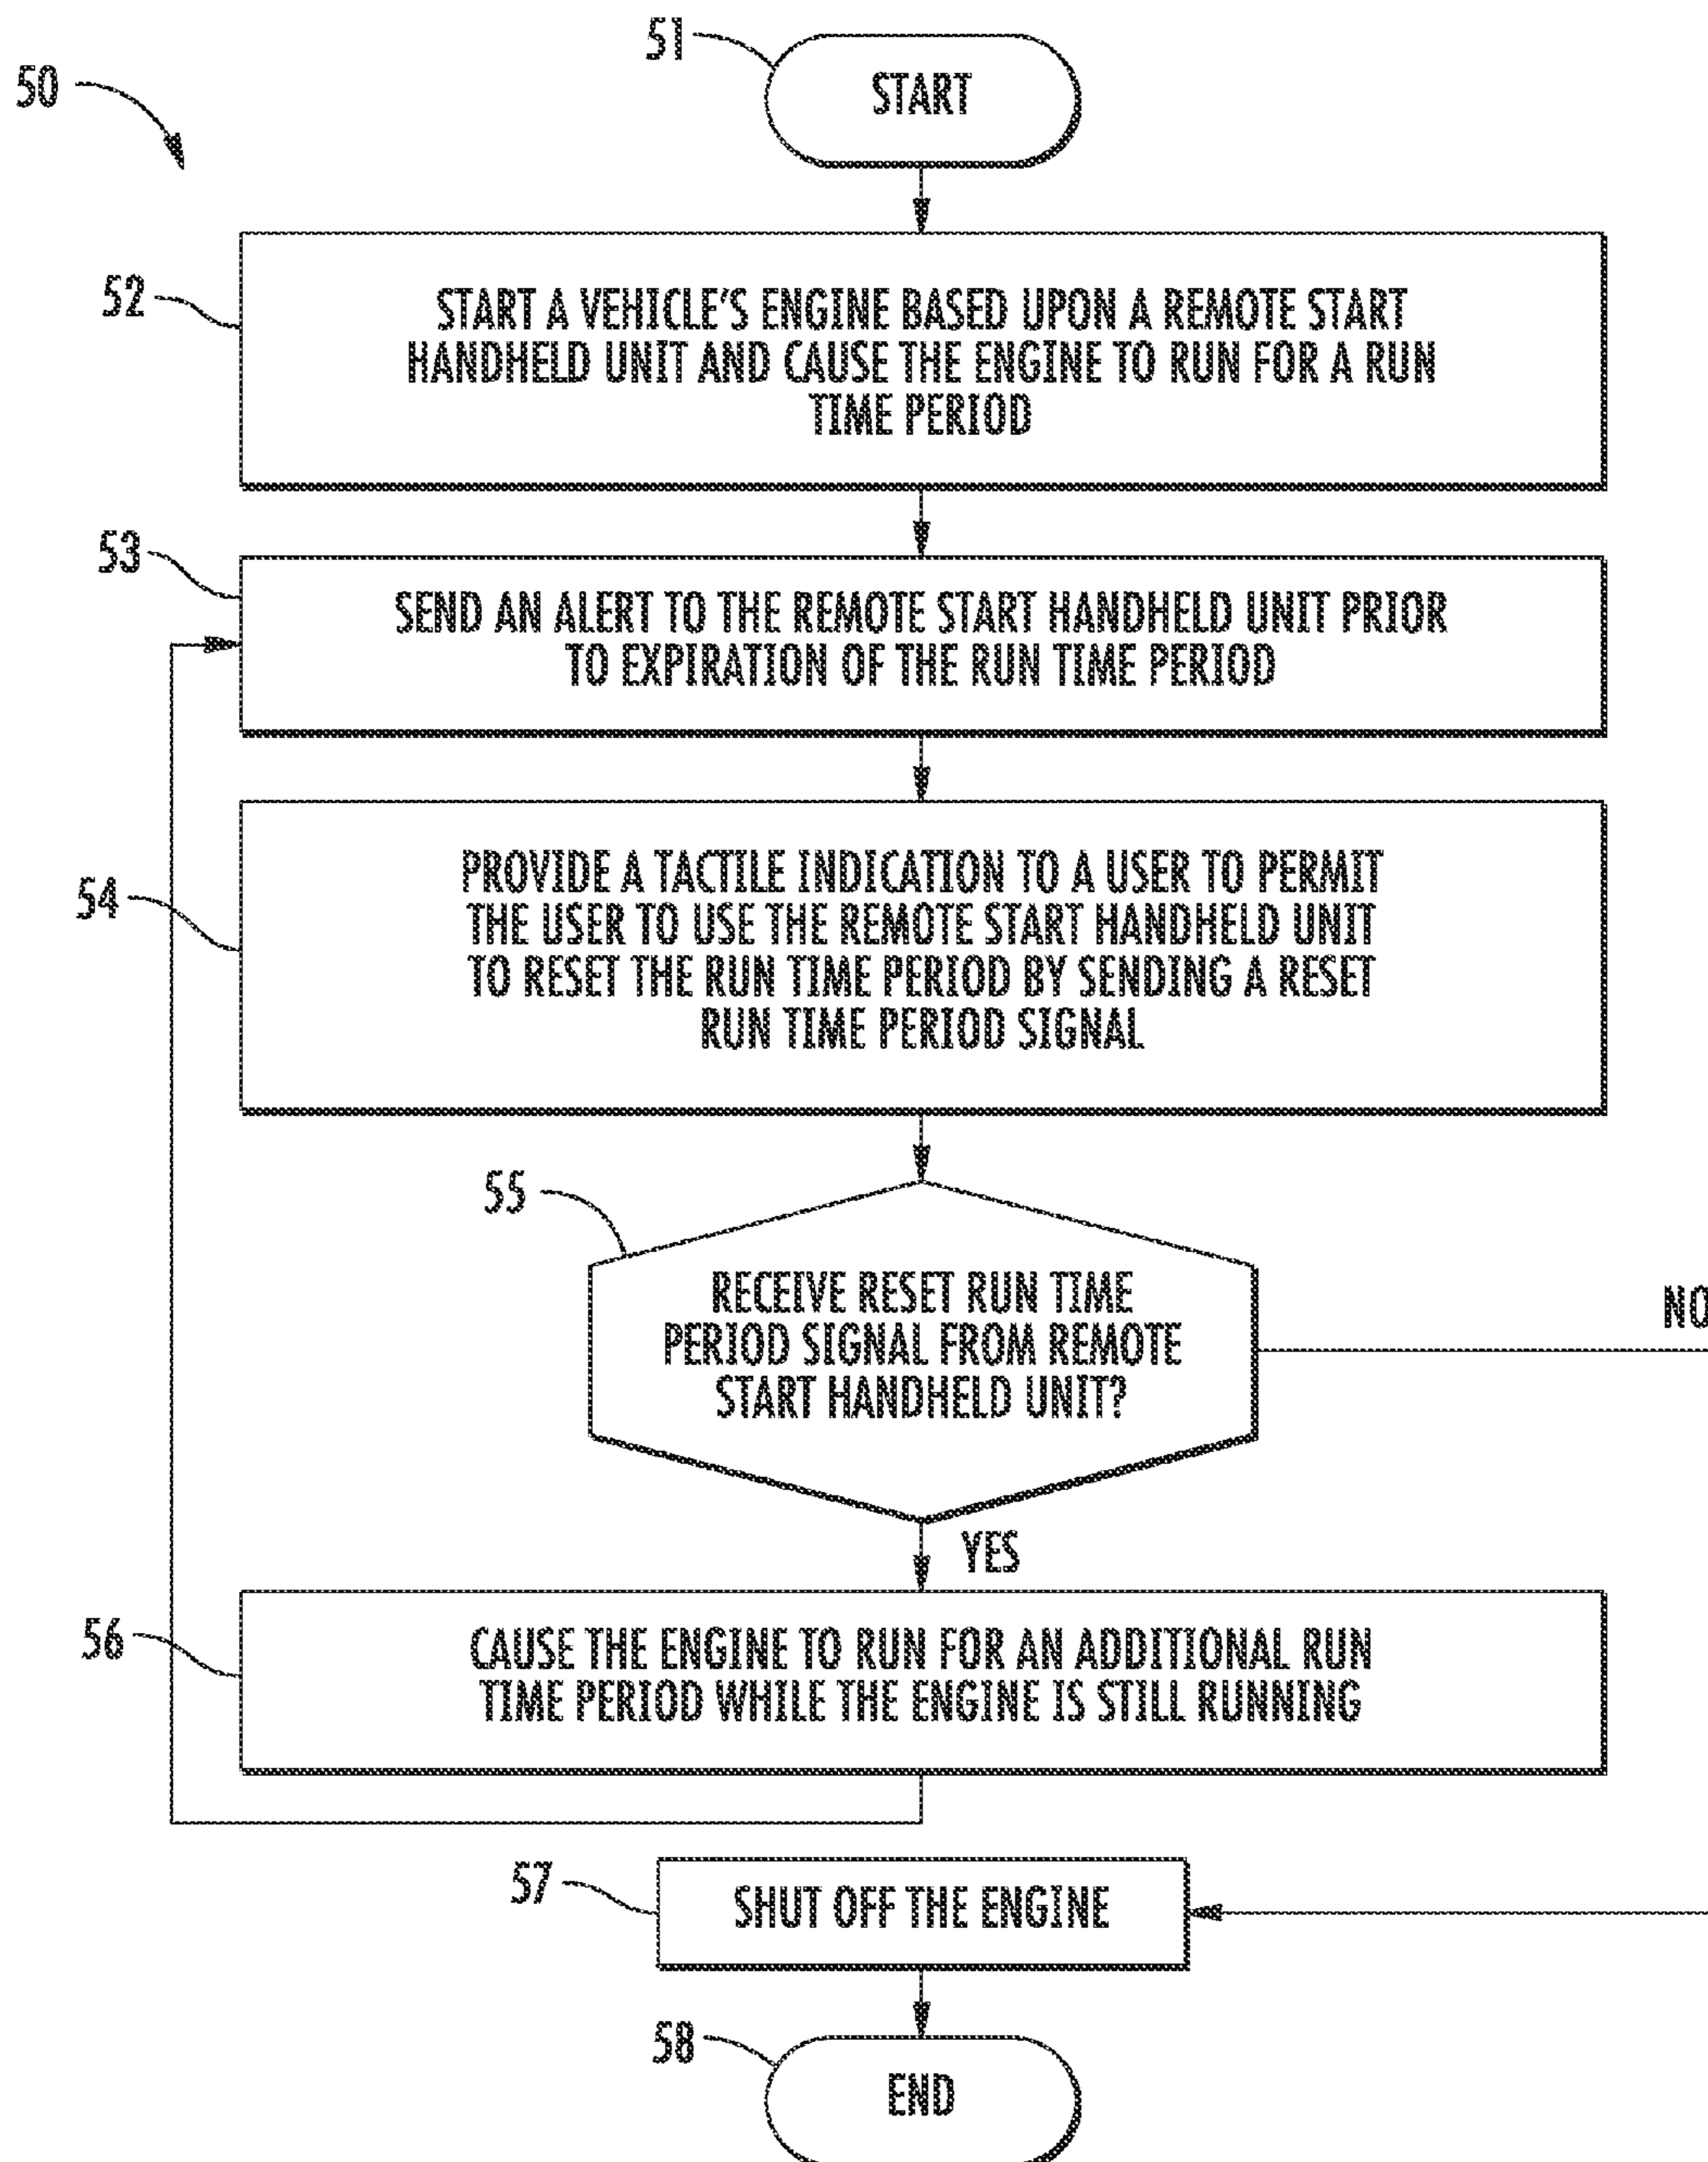 51
50
START
52
START A VEHICLE'S ENGINE BASED UPON A REMOTE START
HANDHELD UNIT AND CAUSE THE ENGINE TO RUN FOR A RUN
TIME PERIOD
53
SEND AN ALERT TO THE REMOTE START HANDHELD UNIT PRIOR
TO EXPIRATION OF THE RUN TIME PERIOD
54
PROVIDE A TACTILE INDICATION TO A USER TO PERMIT
THE USER TO USE THE REMOTE START HANDHELD UNIT
TO RESET THE RUN TIME PERIOD BY SENDING A RESET
RUN TIME PERIOD SIGNAL
55
RECEIVE RESET RUN TIME
PERIOD SIGNAL FROM REMOTE
START HANDHELD UNIT?
NO
YES
56
CAUSE THE ENGINE TO RUN FOR AN ADDITIONAL RUN
TIME PERIOD WHILE THE ENGINE IS STILL RUNNING
57
SHUT OFF THE ENGINE
58
END